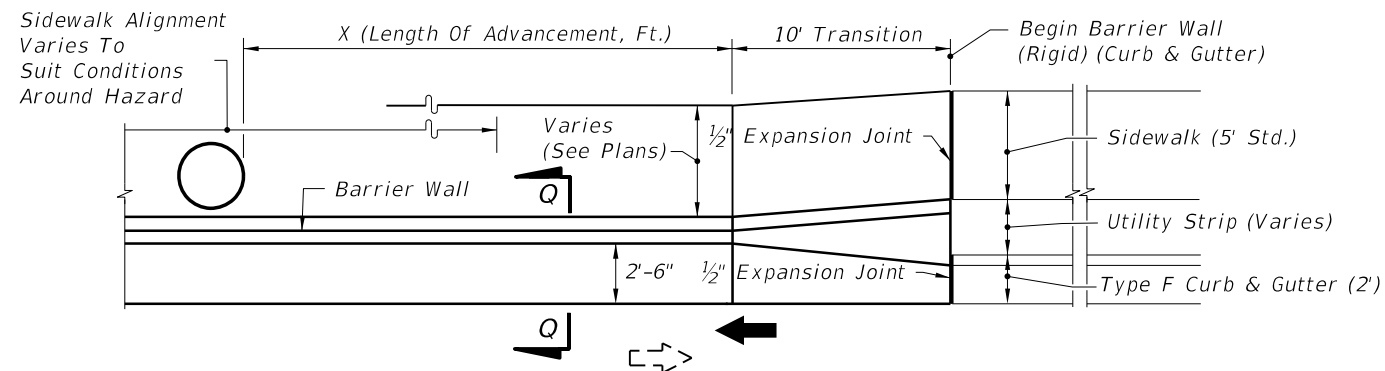 Sidewalk Alignment
Varies To
Suit Conditions
Around Hazard
X (Length Of Advancement, Ft.)
10' Transition
Begin Barrier Wall
(Rigid) (Curb & Gutter)
Varies
(See Plans)
½" Expansion Joint
Sidewalk (5' Std.)
Barrier Wall
Q
Utility Strip (Varies)
2'-6"
½" Expansion Joint
Type F Curb & Gutter (2')
Q